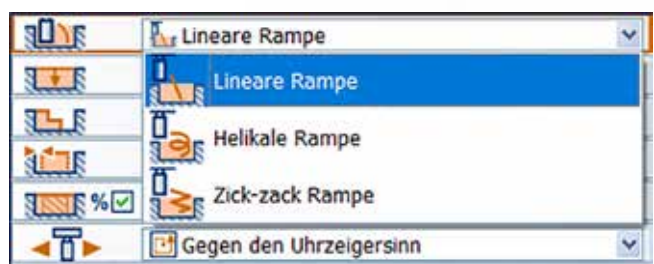 Lineare Rampe
Lineare Rampe
Helikale Rampe
Zick-zack Rampe
%
Gegen den Uhrzeigersinn